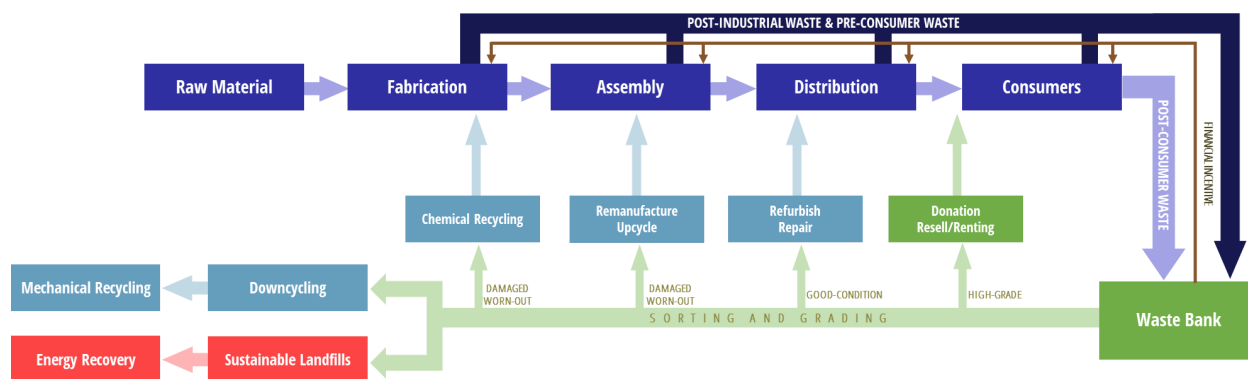 POST-INDUSTRIAL WASTE & PRE-CONSUMER WASTE
Raw Material
Fabrication
Assembly
Distribution
Consumers
POST-CONSUMER WASTE
FINANCIAL INCENTIVE
Chemical Recycling
Remanufacture
Upcycle
Refurbish
Repair
Donation
Resell/Renting
Mechanical Recycling
Downcycling
DAMAGED
WORN-OUT
DAMAGED
WORN-OUT
GOOD-CONDITION
HIGH-GRADE
SORTING AND GRADING
Waste Bank
Energy Recovery
Sustainable Landfills